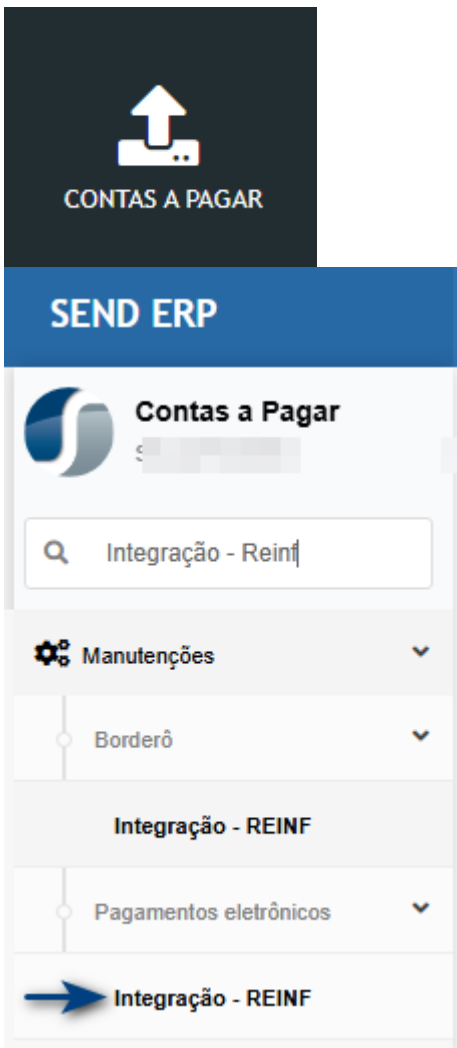 CONTAS A PAGAR
SEND ERP
Contas a Pagar
Integração - Reinf
Manutenções
Borderô
Integração - REINF
Pagamentos eletrônicos
Integração - REINF